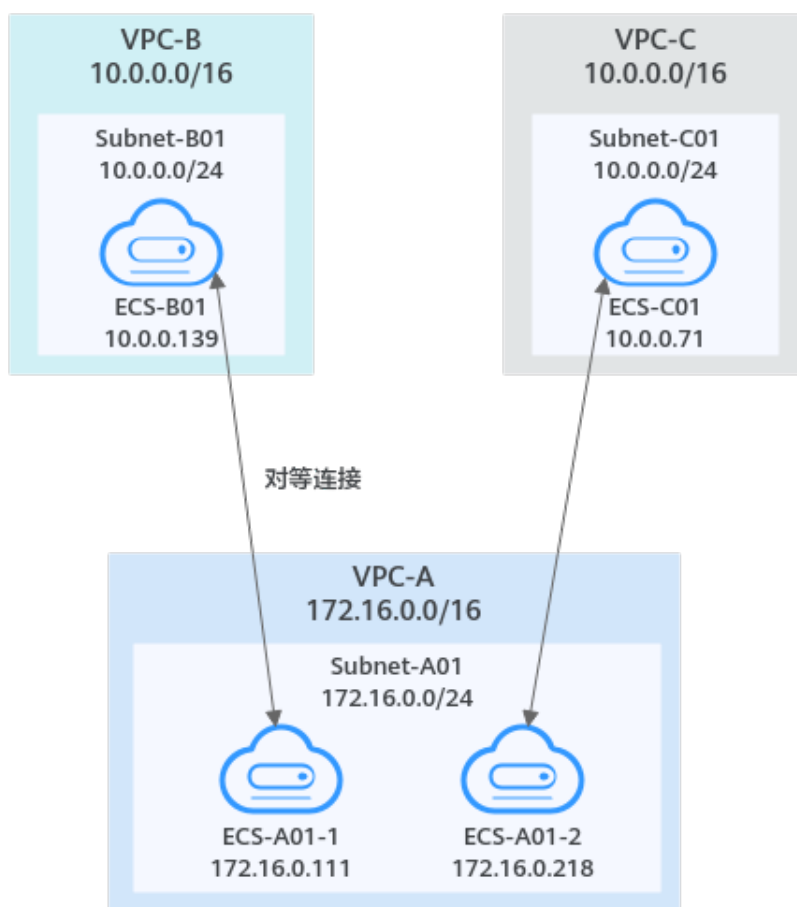 VPC-B
10.0.0.0/16
Subnet-B01
10.0.0.0/24
ECS-B01
10.0.0.139
VPC-C
10.0.0.0/16
Subnet-C01
10.0.0.0/24
ECS-C01
10.0.0.71
对等连接
VPC-A
172.16.0.0/16
Subnet-A01
172.16.0.0/24
ECS-A01-1
172.16.0.111
ECS-A01-2
172.16.0.218